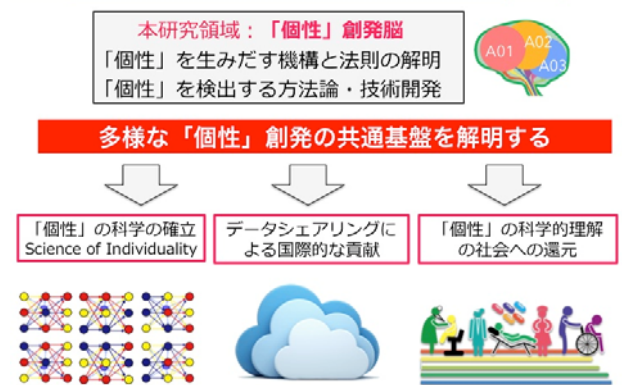 本研究領域：「個性」創発脳
「個性」を生みだす機構と法則の解明
「個性」を検出する方法論・技術開発
A01
A02
A03
多様な「個性」創発の共通基盤を解明する
「個性」の科学の確立
Science of Individuality
データシェアリングに
よる国際的な貢献
「個性」の科学的理解
の社会への還元